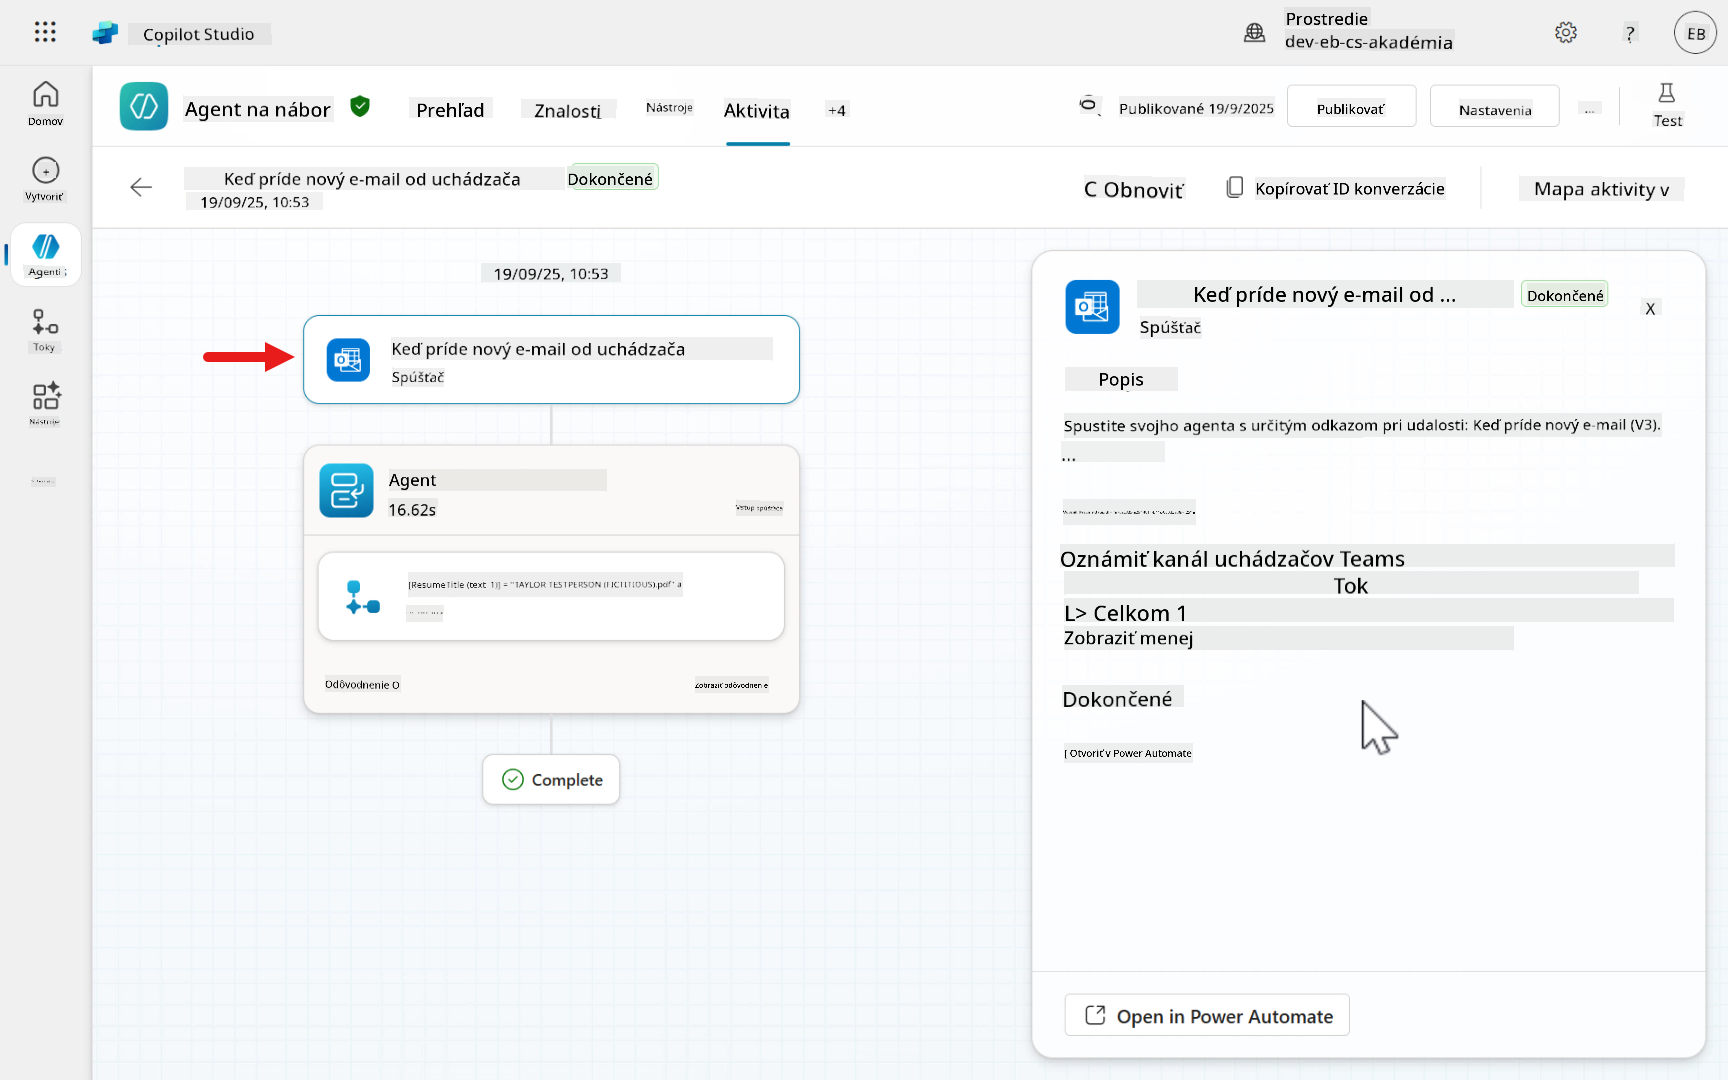 Copilot Studio
Prostredie
dev-eb-cs-akadémia
?
EB
Domov
Vytvoriť
Agenti
Toky
Nástroje
Agent na nábor
Prehľad
Znalosti
Nástroje
Aktivita
+4
Publikované 19/9/2025
Publikovať
Nastavenia
...
Test
Keď príde nový e-mail od uchádzača
Dokončené
19/09/25, 10:53
C Obnoviť
Kopírovať ID konverzácie
Mapa aktivity v
19/09/25, 10:53
Keď príde nový e-mail od uchádzača
Spúšťač
Agent
16.62s
Vstup spúšťača
[ResumeTitle (text_1)] = "TAYLOR TESTPERSON (FICTITIOUS).pdf" a
Odôvodnenie O
Zobraziť odôvodnenie
Complete
Keď príde nový e-mail od ...
Dokončené
X
Spúšťač
Popis
Spustite svojho agenta s určitým odkazom pri udalosti: Keď príde nový e-mail (V3).
...
Oznámiť kanál uchádzačov Teams
Tok
L> Celkom 1
Zobraziť menej
Dokončené
[ Otvoriť v Power Automate
Open in Power Automate